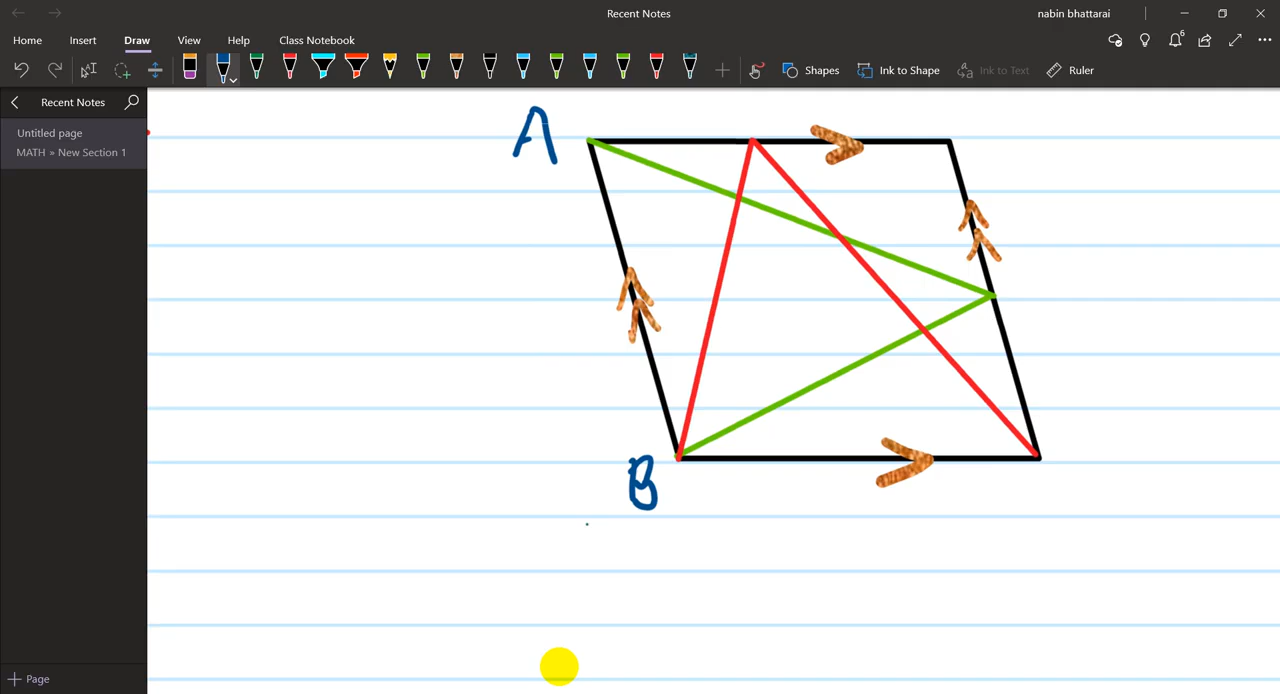 Recent Notes
nabin bhattarai
Home Insert Draw View Help Class Notebook
6
Shapes Ink to Shape Ink to Text Ruler
Recent Notes
Untitled page
MATH » New Section 1
A
B
Page